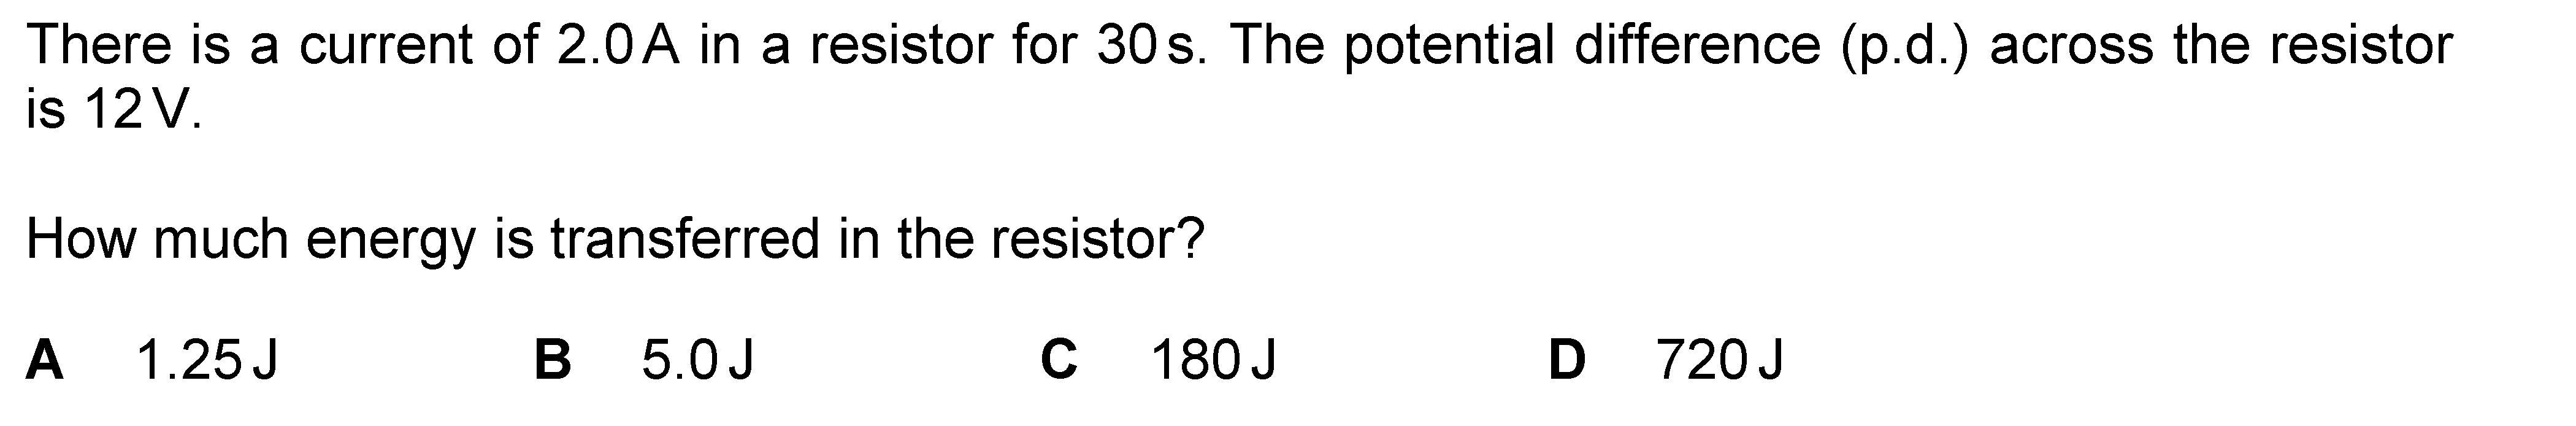 There is a current of 2.0 A in a resistor for 30 s. The potential difference (p.d.) across the resistor
is 12 V.
How much energy is transferred in the resistor?
A 1.25 J B 5.0 J C 180 J D 720 J